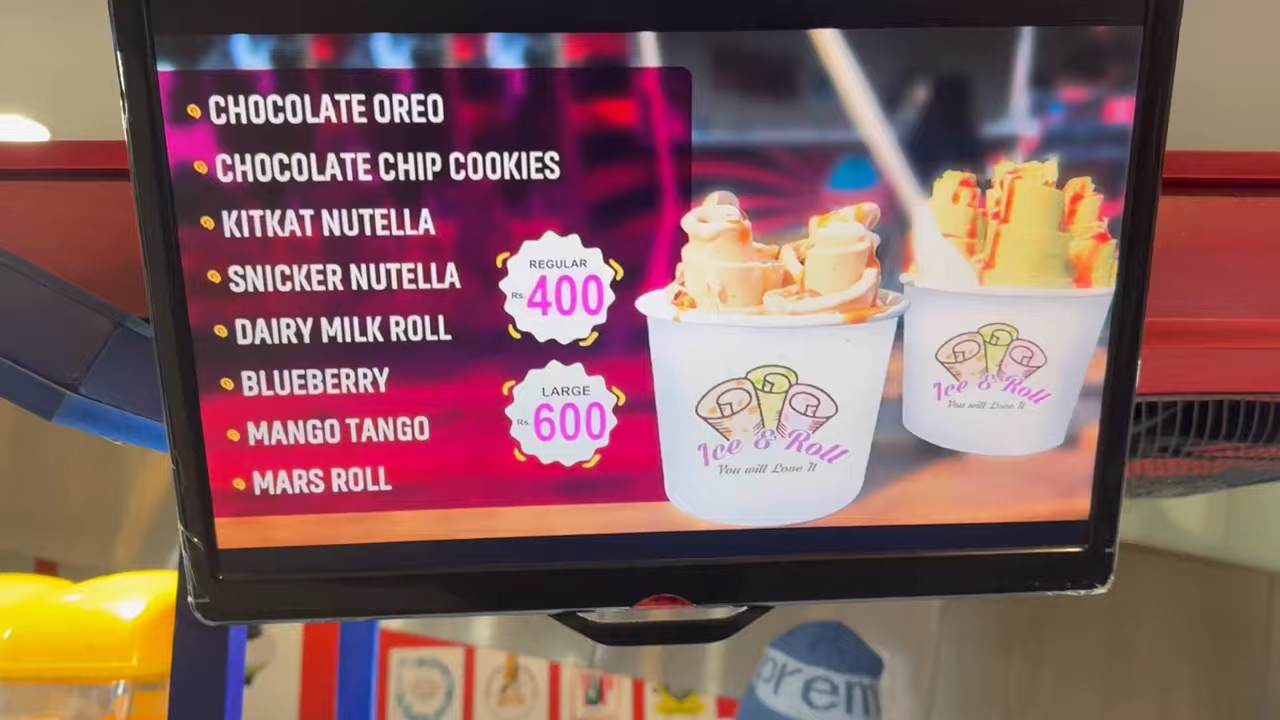 CHOCOLATE OREO
CHOCOLATE CHIP COOKIES
KITKAT NUTELLA
SNICKER NUTELLA
DAIRY MILK ROLL
BLUEBERRY
MANGO TANGO
MARS ROLL
REGULAR
Rs. 400
LARGE
Rs. 600
Ice & Roll
You will Love It
Ice & Roll
You will Love It
prem